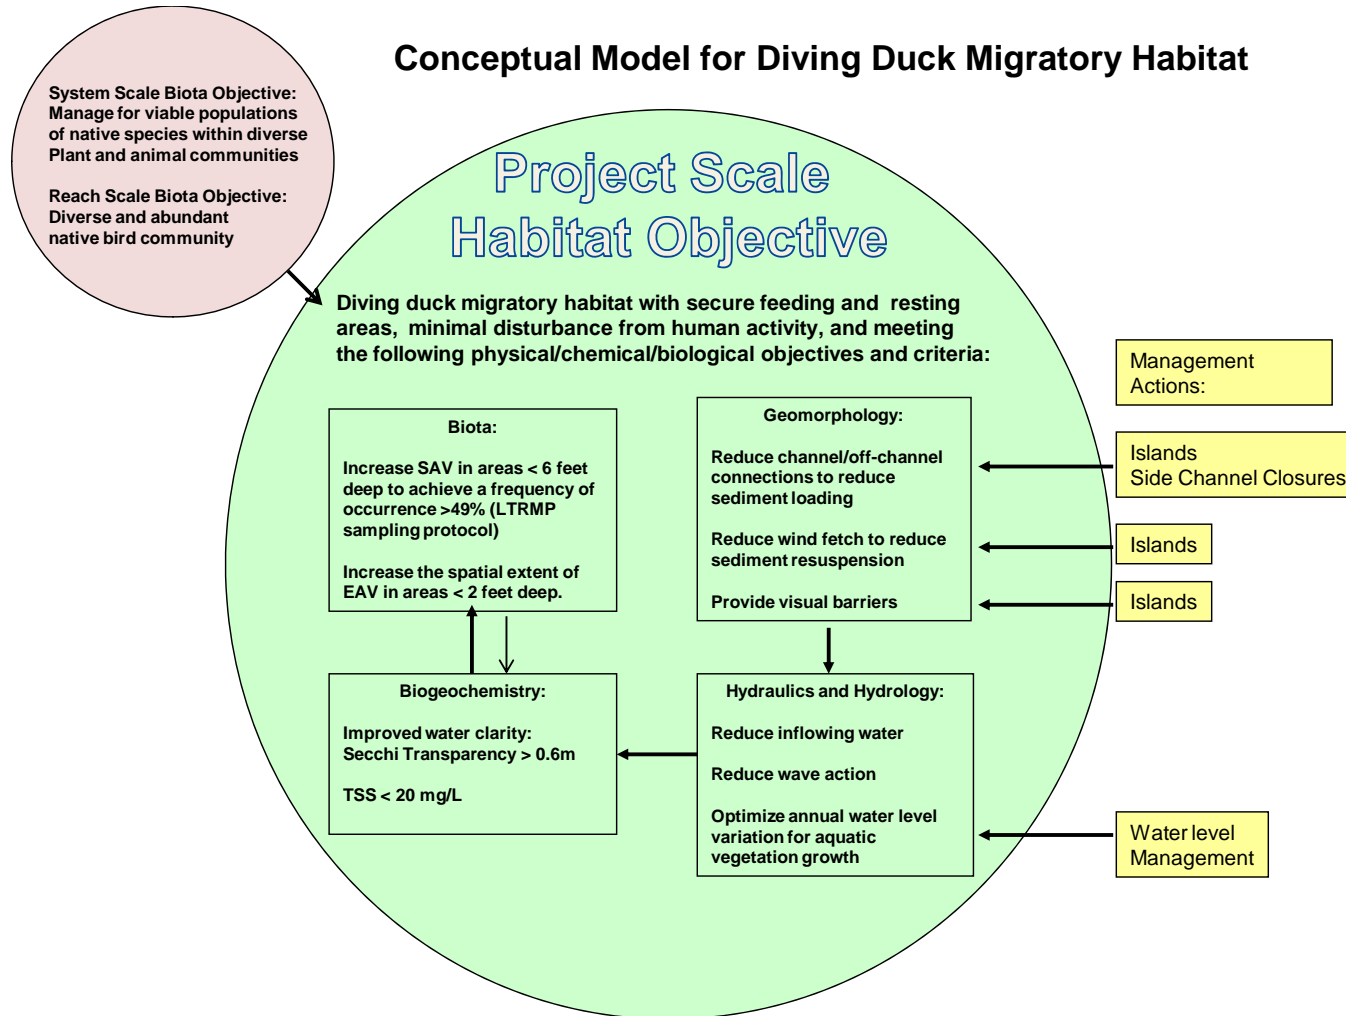 Conceptual Model for Diving Duck Migratory Habitat
System Scale Biota Objective:
Manage for viable populations
of native species within diverse
Plant and animal communities
Reach Scale Biota Objective:
Diverse and abundant
native bird community
Project Scale
Habitat Objective
Diving duck migratory habitat with secure feeding and resting
areas, minimal disturbance from human activity, and meeting
the following physical/chemical/biological objectives and criteria:
Biota:
Increase SAV in areas < 6 feet
deep to achieve a frequency of
occurrence >49% (LTRMP
sampling protocol)
Increase the spatial extent of
EAV in areas < 2 feet deep.
Geomorphology:
Reduce channel/off-channel
connections to reduce
sediment loading
Reduce wind fetch to reduce
sediment resuspension
Provide visual barriers
Management
Actions:
Islands
Side Channel Closures
Islands
Islands
Biogeochemistry:
Improved water clarity:
Secchi Transparency > 0.6m
TSS < 20 mg/L
Hydraulics and Hydrology:
Reduce inflowing water
Reduce wave action
Optimize annual water level
variation for aquatic
vegetation growth
Water level
Management